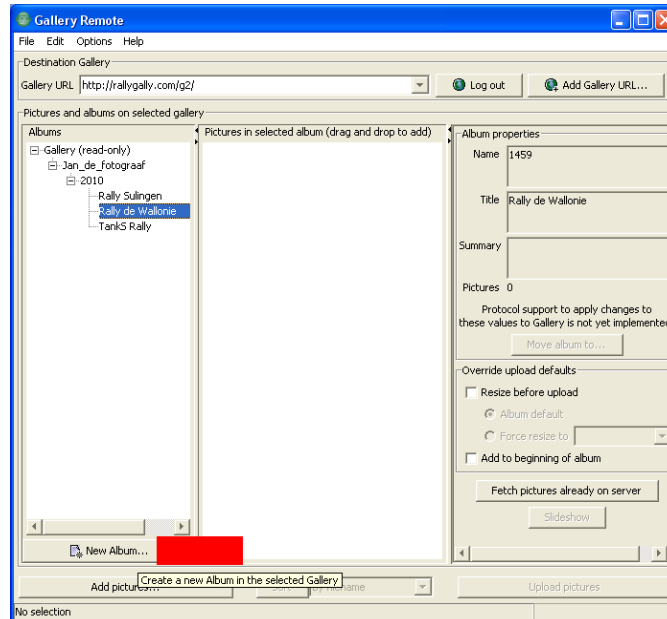 Gallery Remote
File Edit Options Help
Destination Gallery
Gallery URL http://rallygally.com/g2/ Log out Add Gallery URL...
Pictures and albums on selected gallery
Albums
Gallery (read-only)
Jan_de_fotograaf
2010
Rally Sulingen
Rally de Wallonie
TankS Rally
New Album...
Pictures in selected album (drag and drop to add)
Album properties
Name 1459
Title Rally de Wallonie
Summary
Pictures 0
Protocol support to apply changes to
these values to Gallery is not yet implemented
Move album to...
Override upload defaults
Resize before upload
Album default
Force resize to
Add to beginning of album
Fetch pictures already on server
Slideshow
Create a new Album in the selected Gallery
Add pictures... Sort by filename Upload pictures
No selection